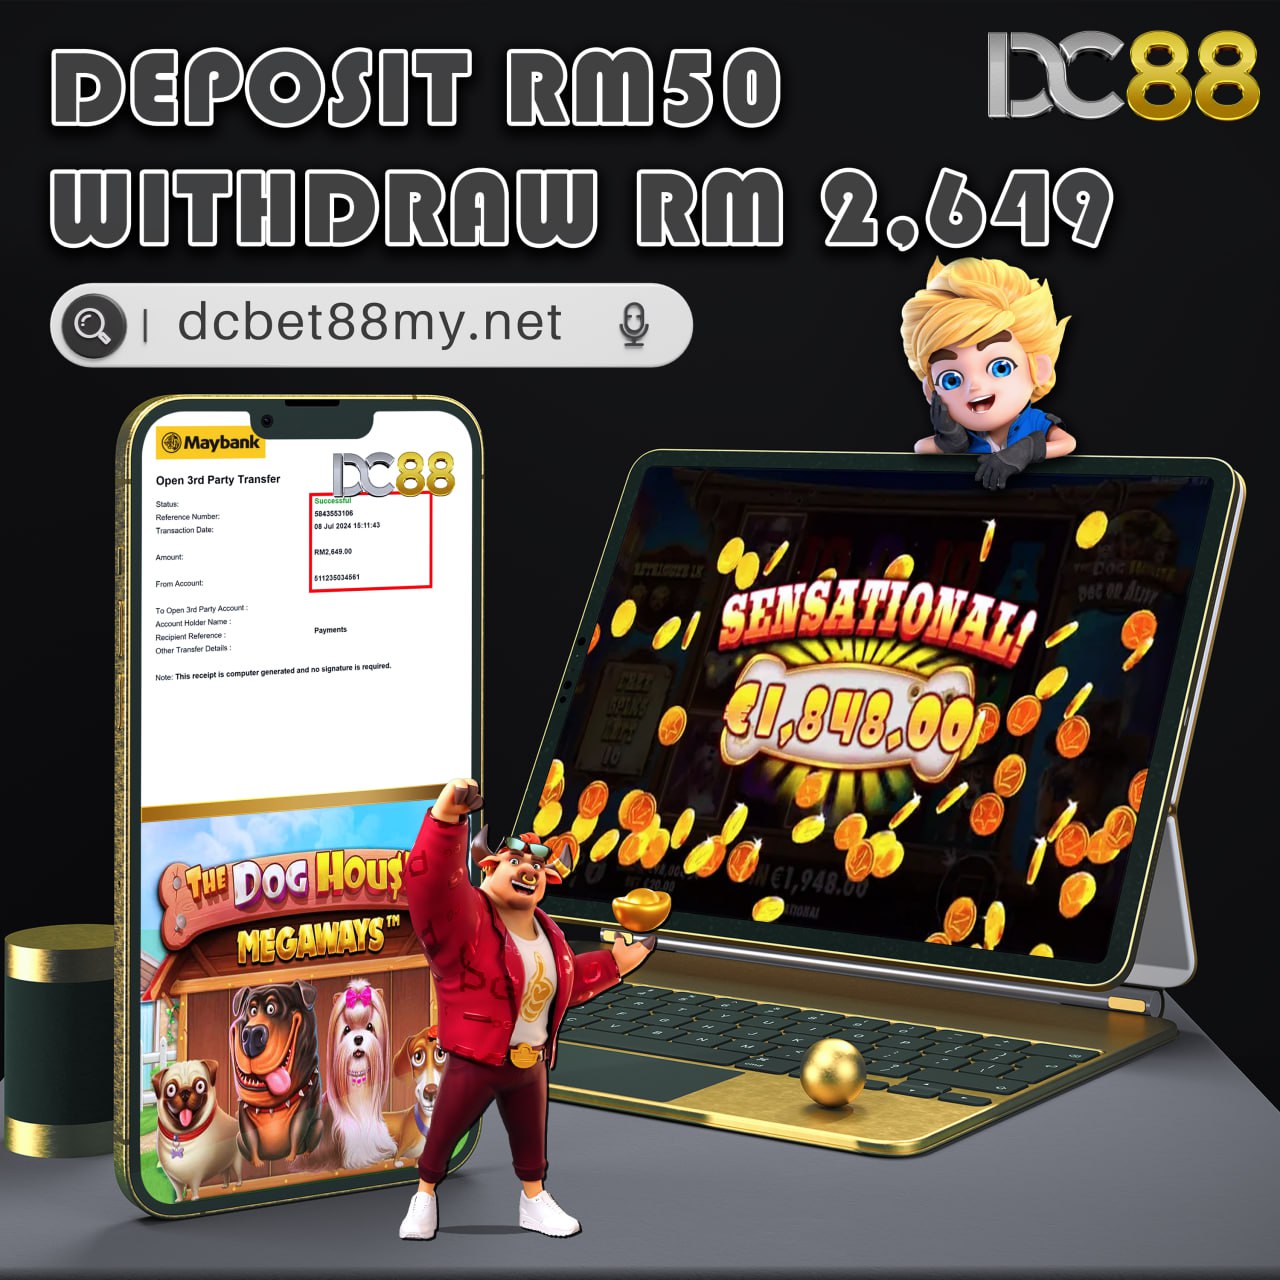 DEPOSIT RM50
DC88
WITHDRAW RM 2,649
dcbet88my.net
Maybank
Open 3rd Party Transfer
DC88
Status: Successful
Reference Number: 5843553106
Transaction Date: 08 Jul 2024 15:11:43
Amount: RM2,649.00
From Account: 511235034561
To Open 3rd Party Account :
Account Holder Name :
Recipient Reference : Payments
Other Transfer Details :
Note: This receipt is computer generated and no signature is required.
THE DOG HOU$
MEGAWAYS™
SENSATIONAL!
€1,848.00
€1,948.00